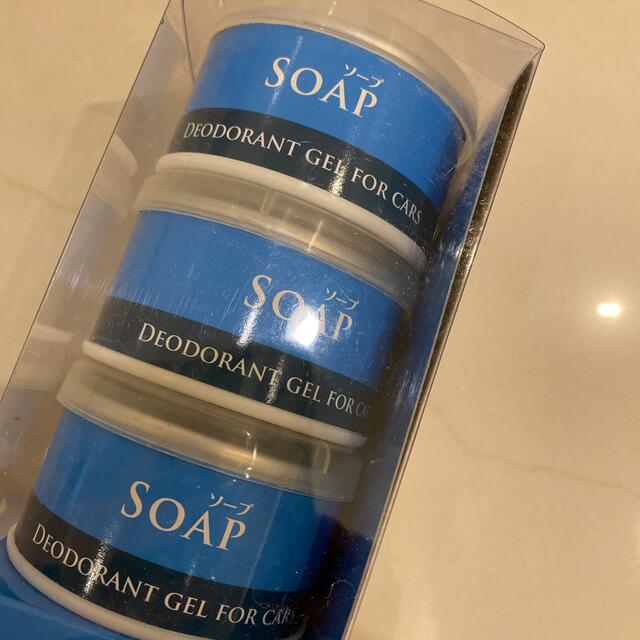 ソープ
SOAP
DEODORANT GEL FOR CARS
ソープ
SOAP
DEODORANT GEL FOR CA
ソープ
SOAP
DEODORANT GEL FOR CARS